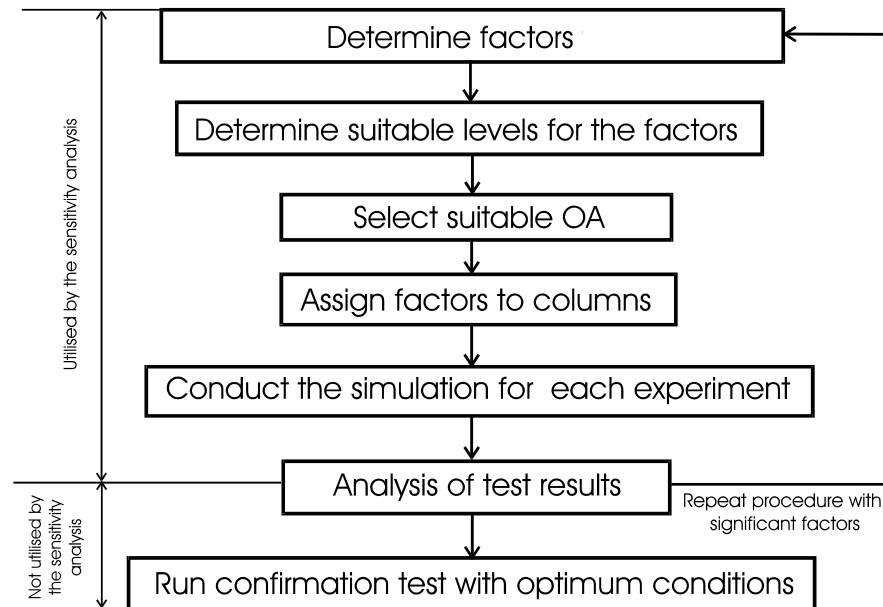 Determine factors
Determine suitable levels for the factors
Select suitable OA
Assign factors to columns
Conduct the simulation for each experiment
Analysis of test results
Repeat procedure with
significant factors
Run confirmation test with optimum conditions
Utilised by the sensitivity analysis
Not utilised by
the sensitivity
analysis